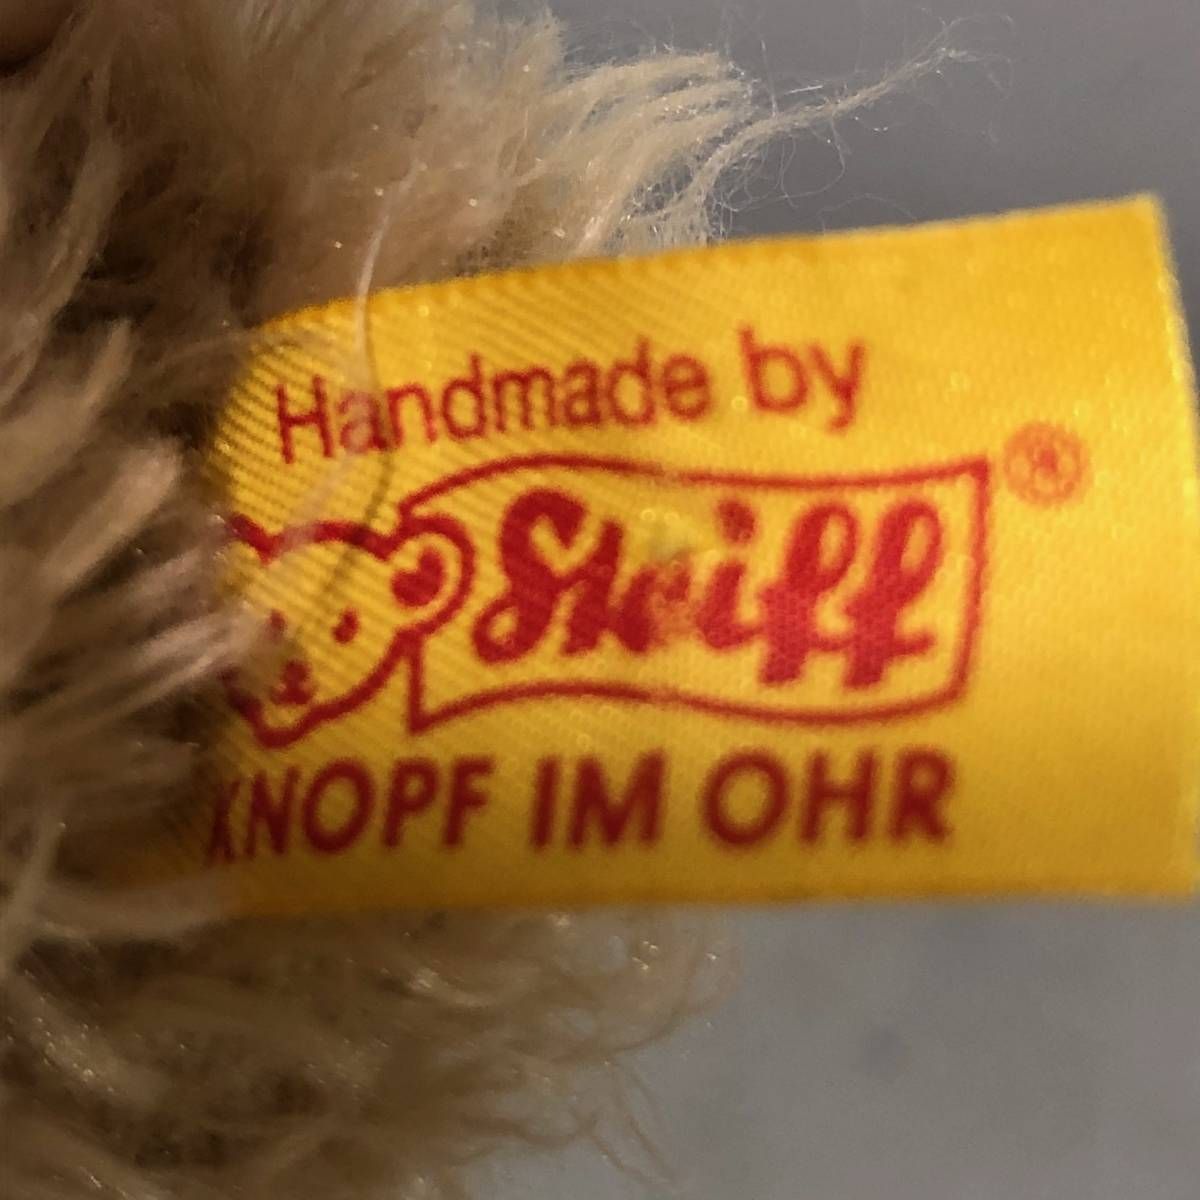 Handmade by
Steiff ®
KNOPF IM OHR